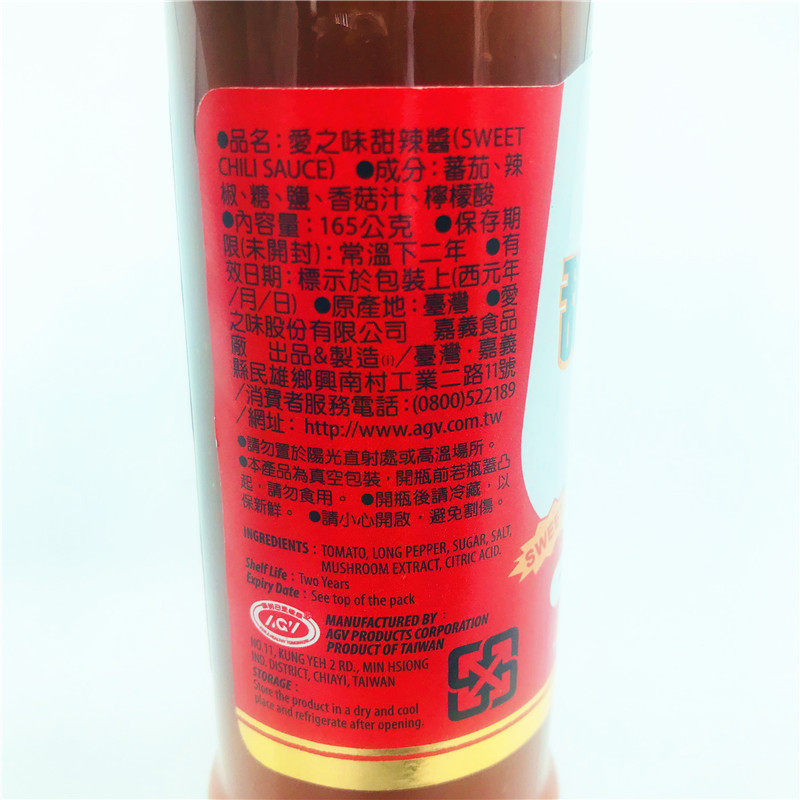 ●品名：愛之味甜辣醬(SWEET
CHILI SAUCE) ●成分：蕃茄、辣
椒、糖、鹽、香菇汁、檸檬酸
●內容量：165公克 ●保存期
限(未開封)：常溫下二年 ●有
效日期：標示於包裝上(西元年
/月/日) ●原產地：臺灣 ●愛
之味股份有限公司 嘉義食品
廠 出品&製造(1)/臺灣·嘉義
縣民雄鄉興南村工業二路11號
/消費者服務電話：(0800)522189
/網址：http://www.agv.com.tw
●請勿置於陽光直射處或高溫場所。
●本產品為真空包裝，開瓶前若瓶蓋凸
起，請勿食用。 ●開瓶後請冷藏，以
保新鮮。 ●請小心開啟，避免割傷。
INGREDIENTS : TOMATO, LONG PEPPER, SUGAR, SALT,
MUSHROOM EXTRACT, CITRIC ACID.
Shelf Life : Two Years
Expiry Date : See top of the pack
AGV
MANUFACTURED BY :
AGV PRODUCTS CORPORATION
PRODUCT OF TAIWAN
NO.11, KUNG YEH 2 RD., MIN HSIONG
IND. DISTRICT, CHIAYI, TAIWAN
STORAGE :
Store the product in a dry and cool
place and refrigerate after opening.
SWEE